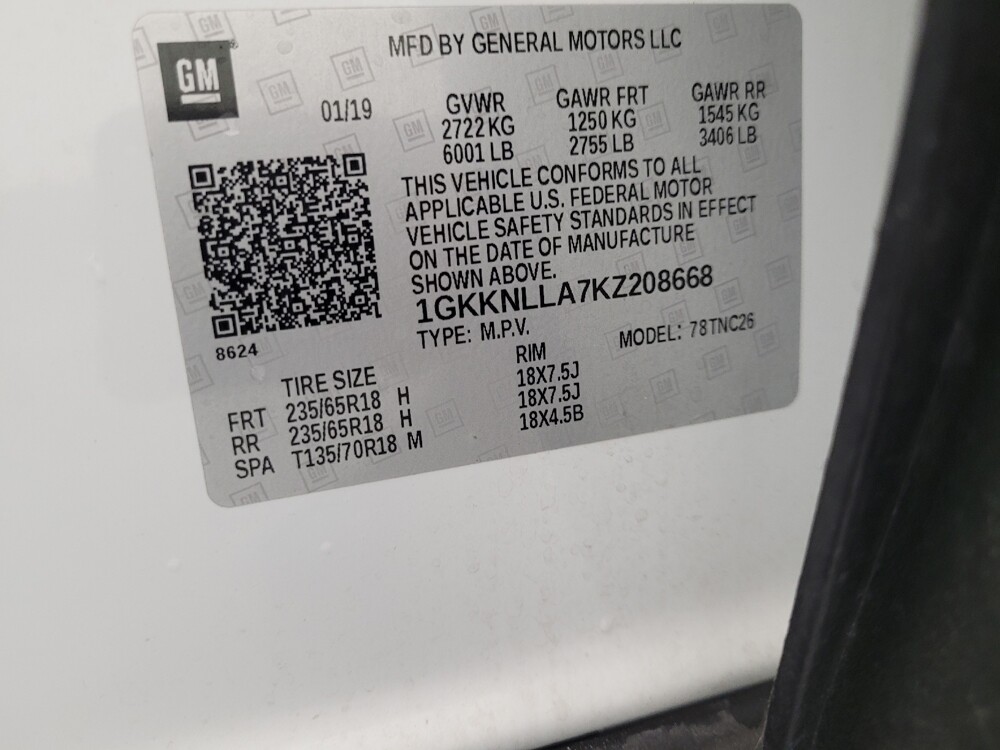 GM
MFD BY GENERAL MOTORS LLC
01/19
GVWR GAWR FRT GAWR RR
2722 KG 1250 KG 1545 KG
6001 LB 2755 LB 3406 LB
THIS VEHICLE CONFORMS TO ALL
APPLICABLE U.S. FEDERAL MOTOR
VEHICLE SAFETY STANDARDS IN EFFECT
ON THE DATE OF MANUFACTURE
SHOWN ABOVE.
1GKKNLLA7KZ208668
TYPE: M.P.V. MODEL: 78TNC26
8624
TIRE SIZE RIM
FRT 235/65R18 H 18X7.5J
RR 235/65R18 H 18X7.5J
SPA T135/70R18 M 18X4.5B